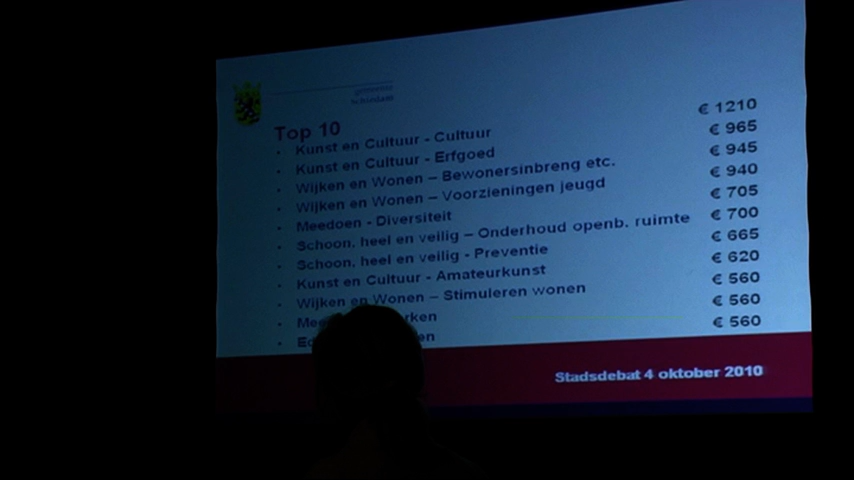 gemeente
Schiedam
Top 10
• Kunst en Cultuur - Cultuur € 1210
• Kunst en Cultuur - Erfgoed € 965
• Wijken en Wonen – Bewonersinbreng etc. € 945
• Wijken en Wonen – Voorzieningen jeugd € 940
• Meedoen - Diversiteit € 705
• Schoon, heel en veilig – Onderhoud openb. ruimte € 700
• Schoon, heel en veilig - Preventie € 665
• Kunst en Cultuur - Amateurkunst € 620
• Wijken en Wonen – Stimuleren wonen € 560
• € 560
• € 560
Stadsdebat 4 oktober 2010